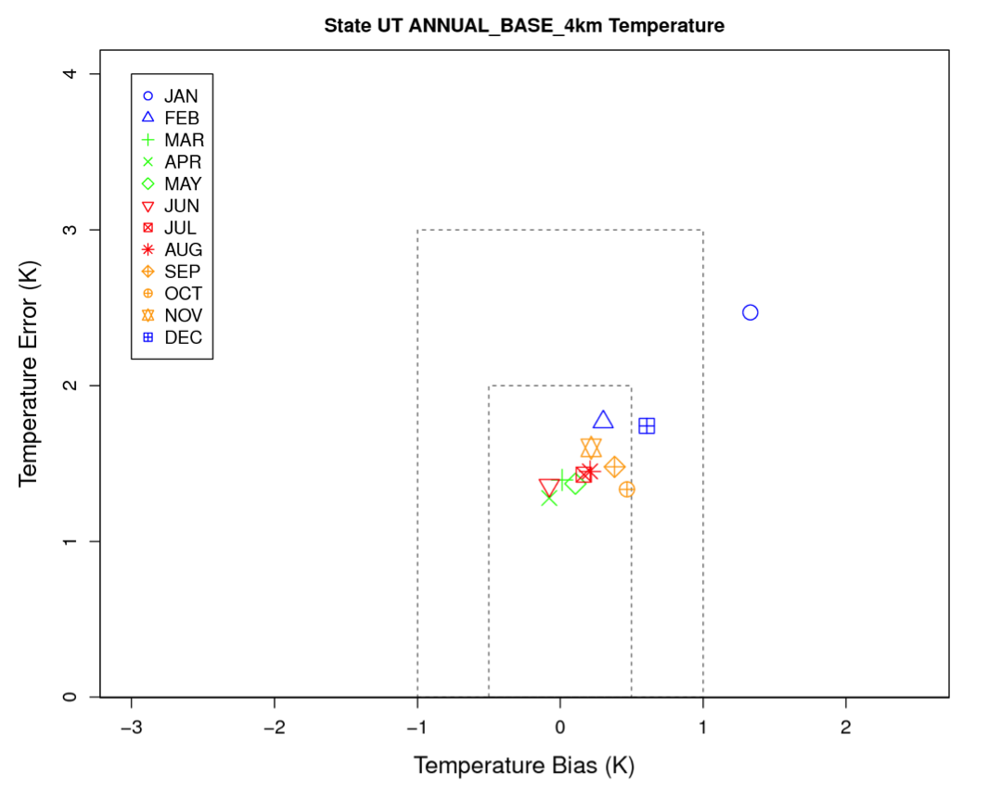 State UT ANNUAL_BASE_4km Temperature
4
JAN
FEB
MAR
APR
MAY
JUN
JUL
AUG
SEP
OCT
NOV
DEC
3
2
1
0
Temperature Error (K)
−3 −2 −1 0 1 2
Temperature Bias (K)